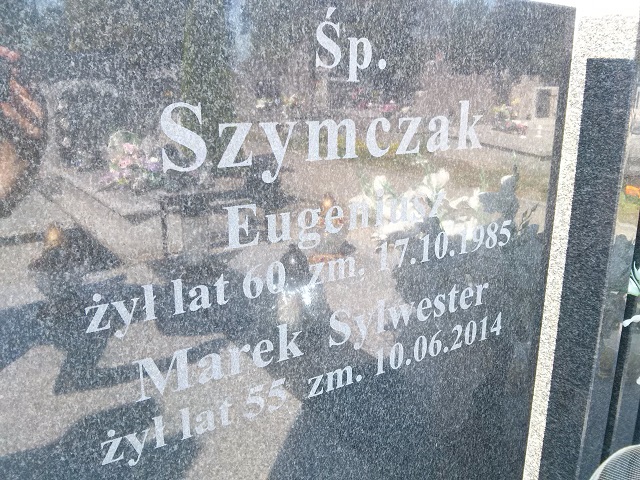 Śp.
Szymczak
Eugeniusz
żył lat 60 zm, 17.10.1985
Marek Sylwester
żył lat 55 zm. 10.06.2014